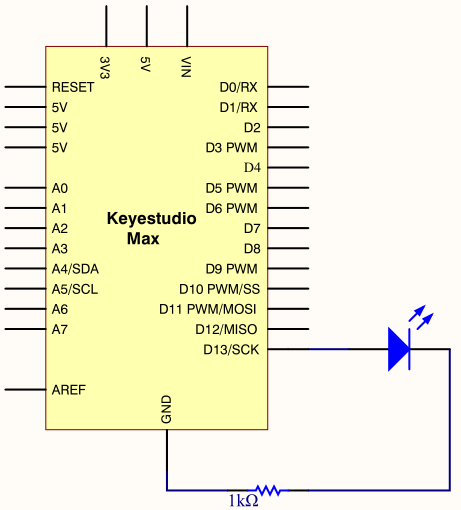 3V3
5V
VIN
RESET
5V
5V
5V
A0
A1
A2
A3
A4/SDA
A5/SCL
A6
A7
AREF
Keyestudio
Max
D0/RX
D1/RX
D2
D3 PWM
D4
D5 PWM
D6 PWM
D7
D8
D9 PWM
D10 PWM/SS
D11 PWM/MOSI
D12/MISO
D13/SCK
GND
1kΩ